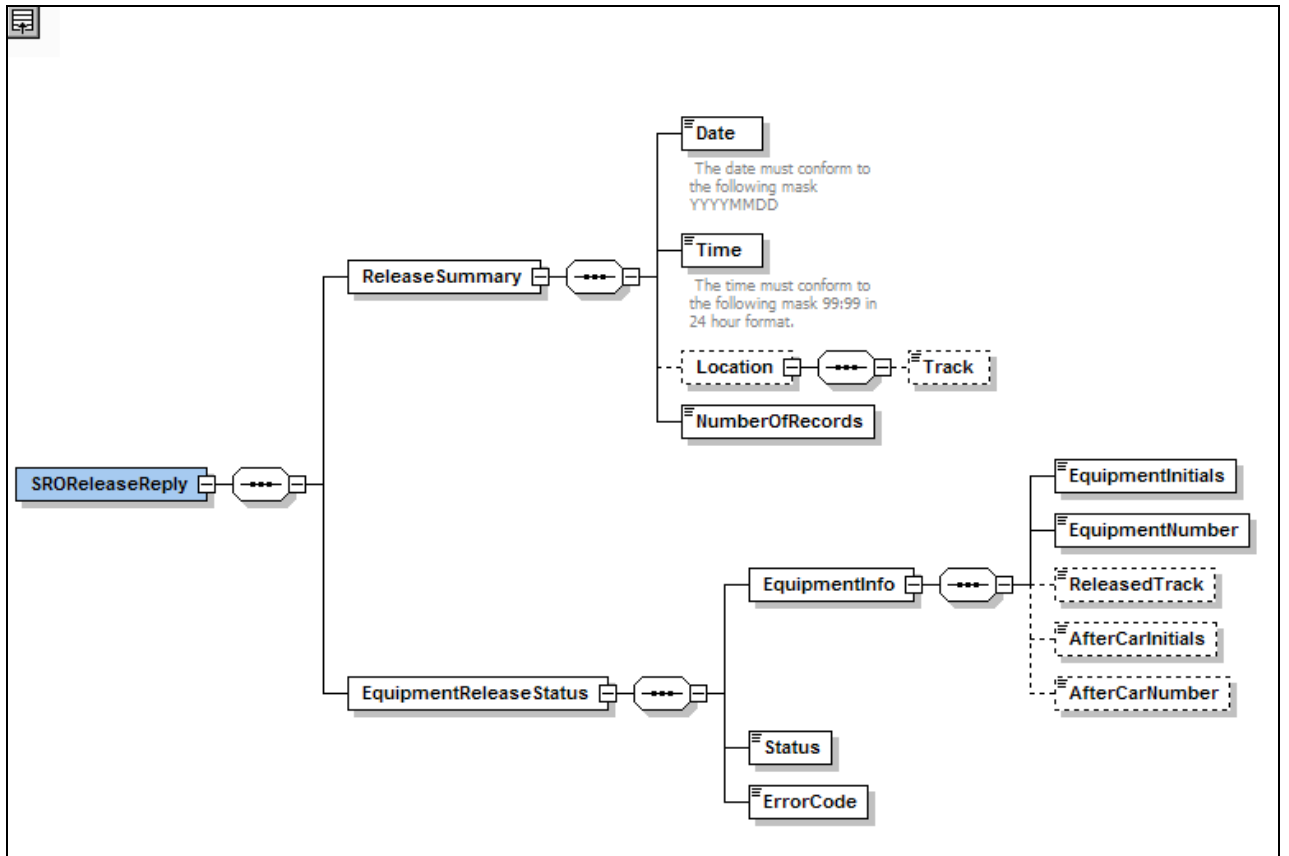 Date
The date must conform to
the following mask
YYYYMMDD
Time
The time must conform to
the following mask 99:99 in
24 hour format.
ReleaseSummary
Location
Track
NumberOfRecords
SROReleaseReply
EquipmentInitials
EquipmentNumber
EquipmentInfo
ReleasedTrack
AfterCarInitials
AfterCarNumber
EquipmentReleaseStatus
Status
ErrorCode